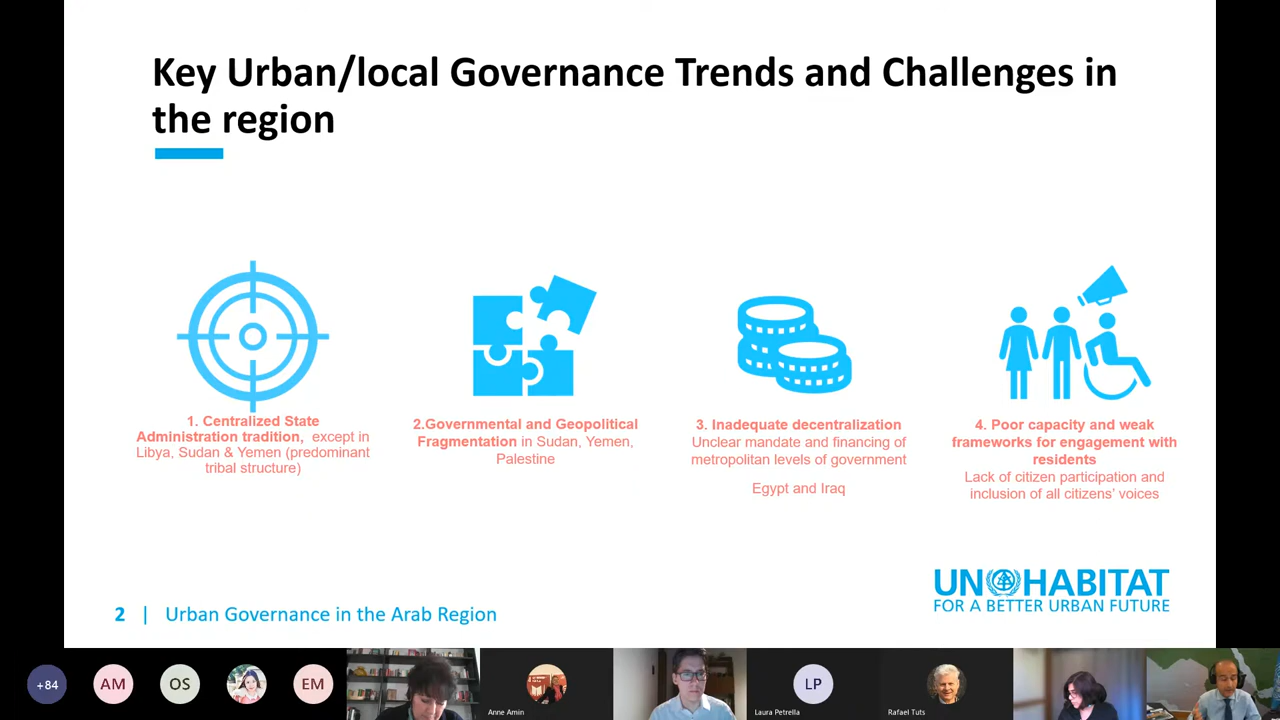 Key Urban/local Governance Trends and Challenges in
the region
1. Centralized State
Administration tradition, except in
Libya, Sudan & Yemen (predominant
tribal structure)
2.Governmental and Geopolitical
Fragmentation in Sudan, Yemen,
Palestine
3. Inadequate decentralization
Unclear mandate and financing of
metropolitan levels of government
Egypt and Iraq
4. Poor capacity and weak
frameworks for engagement with
residents
Lack of citizen participation and
inclusion of all citizens' voices
UN HABITAT
FOR A BETTER URBAN FUTURE
2 | Urban Governance in the Arab Region
+84
AM
OS
EM
Anne Amin
LP
Laura Petrella
Rafael Tuts